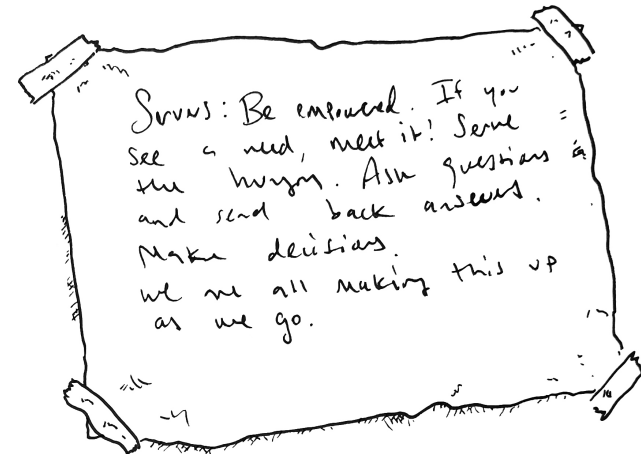 Servers: Be empowered. If you
see a need, meet it! Serve
the hungry. Ask questions
and send back answers.
Make decisions.
We are all making this up
as we go.